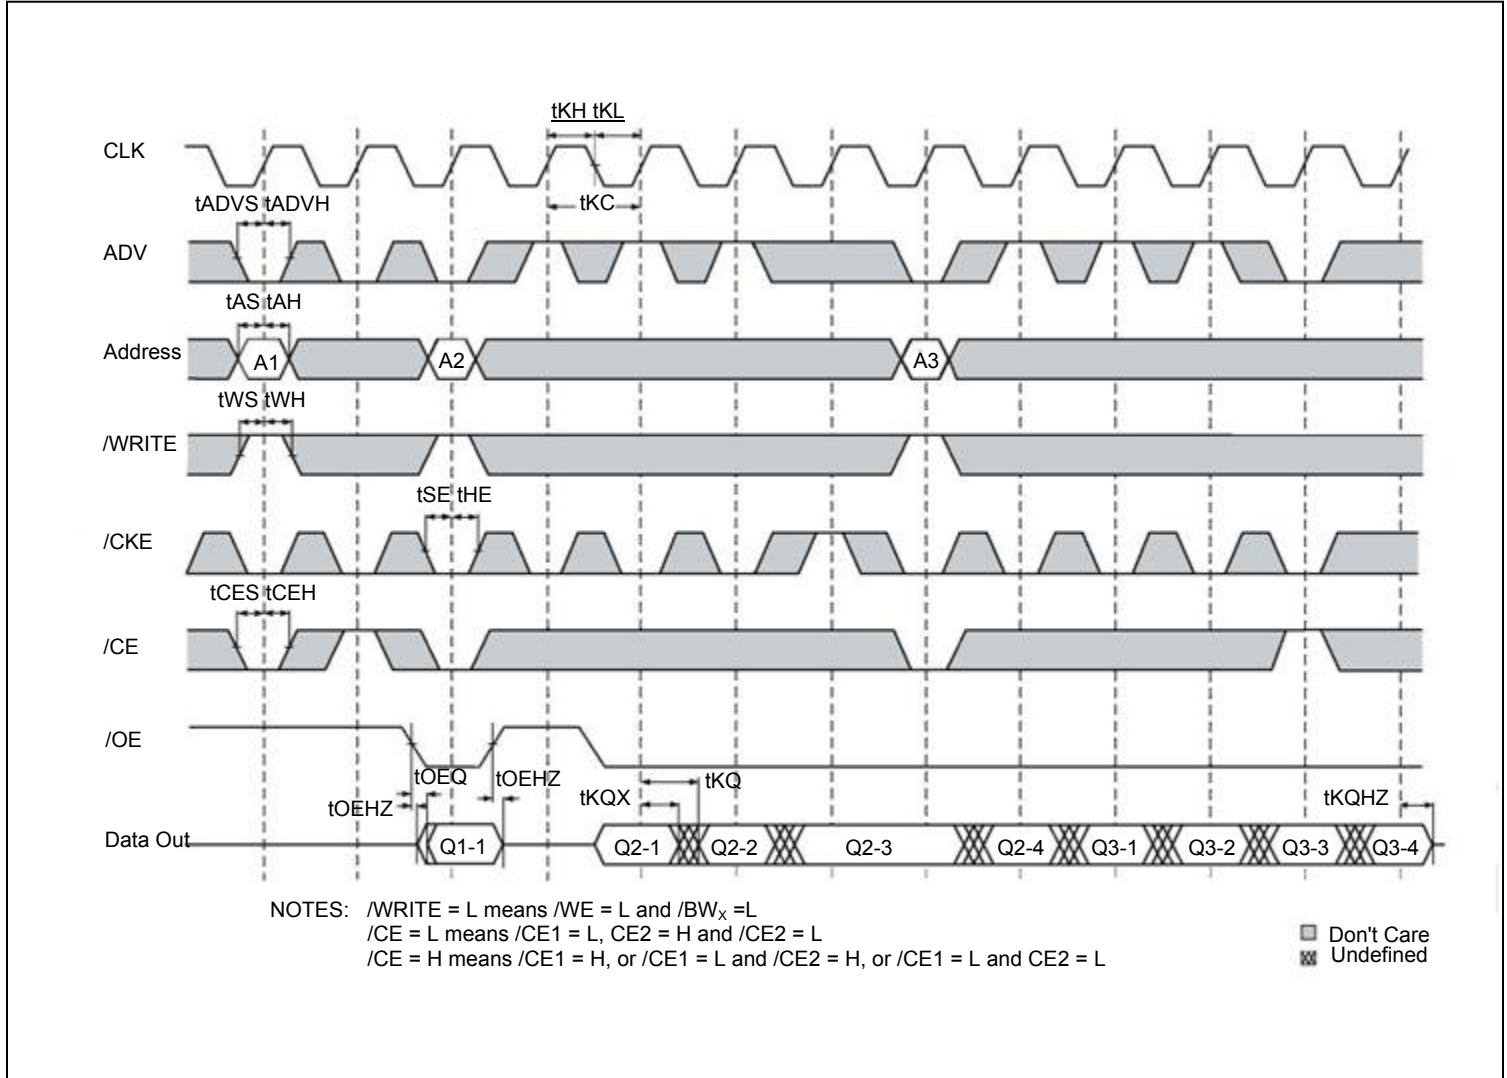 tKH tKL
CLK
tADVS tADVH
tKC
ADV
tAS tAH
Address
A1
A2
A3
tWS tWH
/WRITE
tSE tHE
/CKE
tCES tCEH
/CE
/OE
tOEQ
tOEHZ
tKQ
tOEHZ
tKQX
tKQHZ
Data Out
Q1-1
Q2-1
Q2-2
Q2-3
Q2-4
Q3-1
Q3-2
Q3-3
Q3-4
NOTES: /WRITE = L means /WE = L and /BWX =L
/CE = L means /CE1 = L, CE2 = H and /CE2 = L
/CE = H means /CE1 = H, or /CE1 = L and /CE2 = H, or /CE1 = L and CE2 = L
Don't Care
Undefined